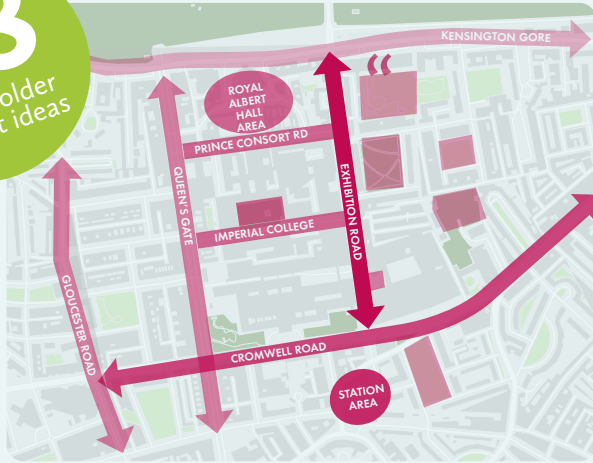 3
older
t ideas
KENSINGTON GORE
ROYAL
ALBERT
HALL
AREA
PRINCE CONSORT RD
QUEEN'S GATE
EXHIBITION ROAD
IMPERIAL COLLEGE
GLOUCESTER ROAD
CROMWELL ROAD
STATION
AREA